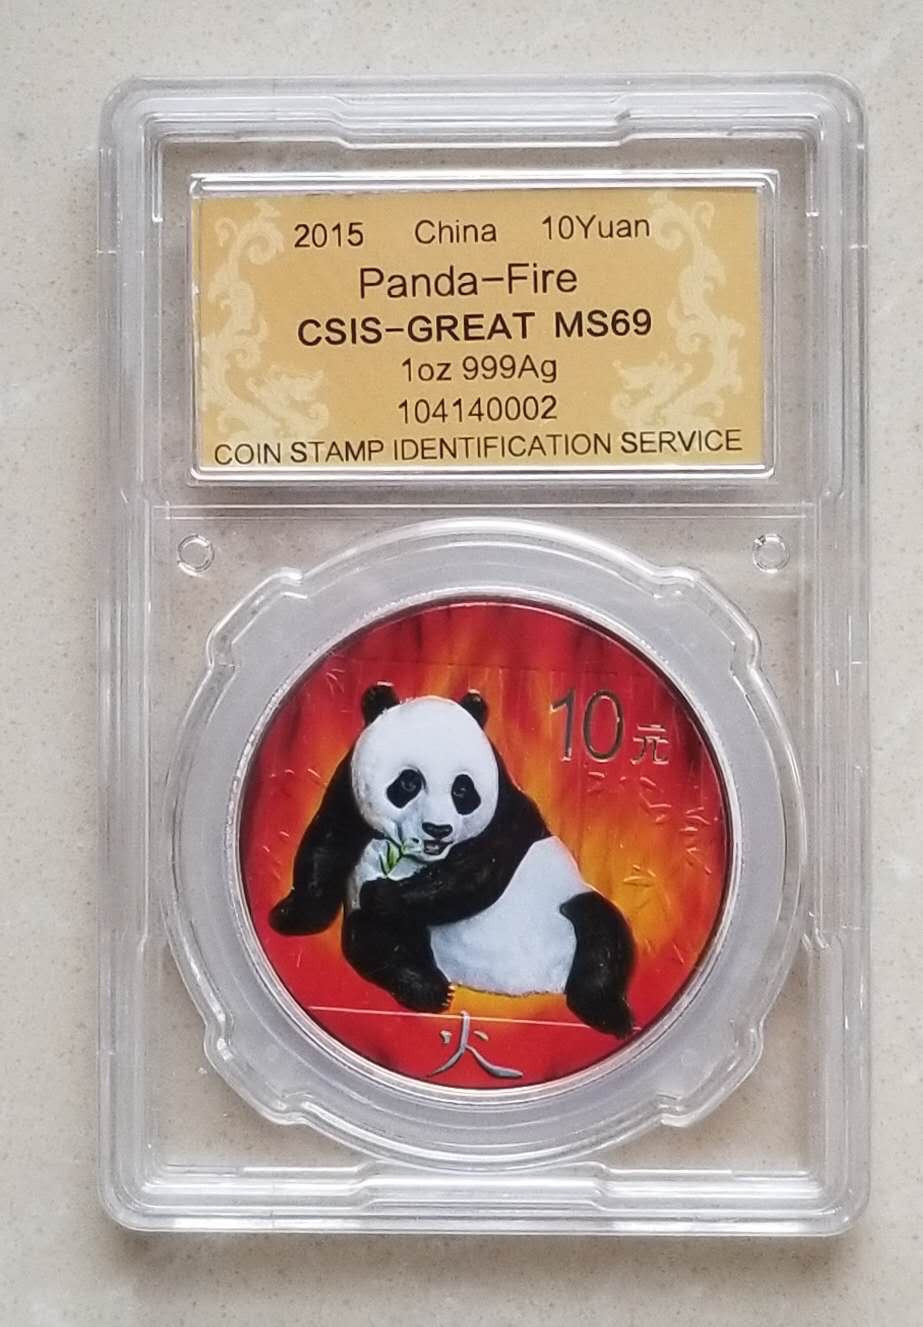 2015 China 10Yuan
Panda-Fire
CSIS-GREAT MS69
1oz 999Ag
104140002
COIN STAMP IDENTIFICATION SERVICE
10元
火